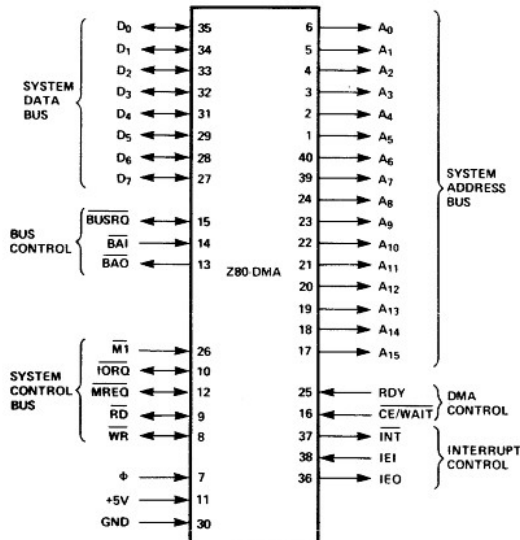 D0 35 6 A0
D1 34 5 A1
D2 33 4 A2
D3 32 3 A3
D4 31 2 A4
D5 29 1 A5
D6 28 40 A6
D7 27 39 A7
SYSTEM
DATA
BUS
24 A8
BUSRQ 15 23 A9
BAI 14 22 A10
BAO 13 21 A11
BUS
CONTROL
Z80-DMA
20 A12
19 A13
18 A14
17 A15
SYSTEM
ADDRESS
BUS
M1 26
IORQ 10
MREQ 12
RD 9
WR 8
SYSTEM
CONTROL
BUS
25 RDY
16 CE/WAIT
DMA
CONTROL
37 INT
38 IEI
36 IEO
INTERRUPT
CONTROL
Φ 7
+5V 11
GND 30